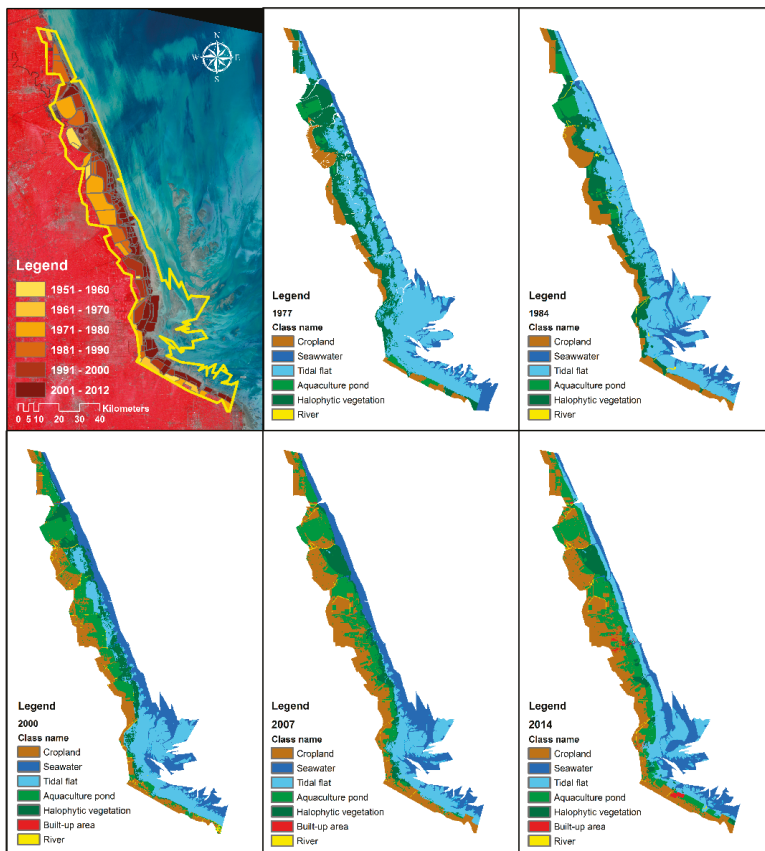 N
W E
S
Legend
1951 - 1960
1961 - 1970
1971 - 1980
1981 - 1990
1991 - 2000
2001 - 2012
Kilometers
0 5 10 20 30 40
Legend
1977
Class name
Cropland
Seawwater
Tidal flat
Aquaculture pond
Halophytic vegetation
River
Legend
1984
Class name
Cropland
Seawwater
Tidal flat
Aquaculture pond
Halophytic vegetation
River
Legend
2000
Class name
Cropland
Seawater
Tidal flat
Aquaculture pond
Halophytic vegetation
Built-up area
River
Legend
2007
Class name
Cropland
Seawater
Tidal flat
Aquaculture pond
Halophytic vegetation
Built-up area
River
Legend
2014
Class name
Cropland
Seawater
Tidal flat
Aquaculture pond
Halophytic vegetation
Built-up area
River